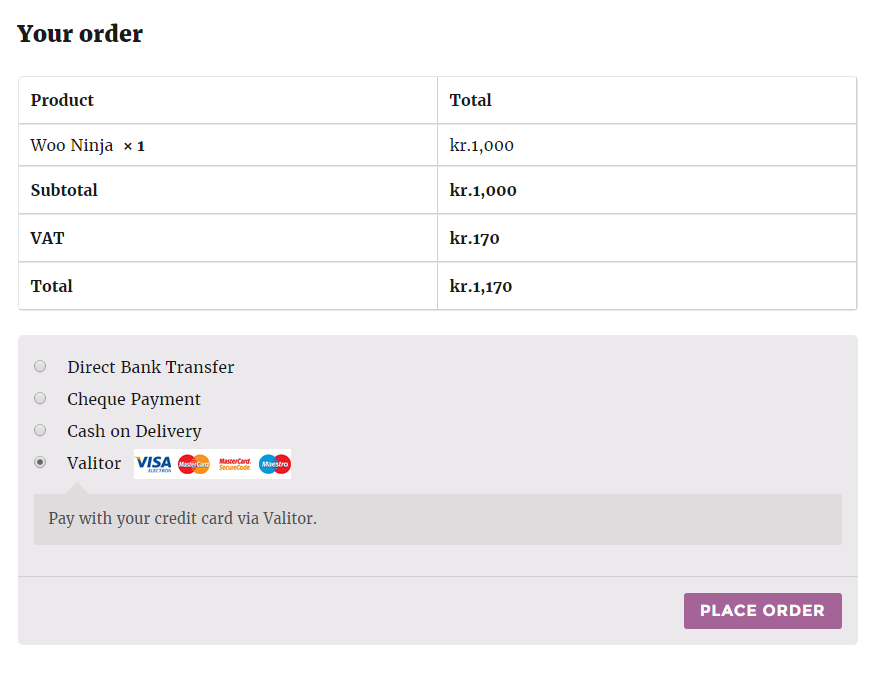 Your order
Product Total
Woo Ninja × 1 kr.1,000
Subtotal kr.1,000
VAT kr.170
Total kr.1,170
Direct Bank Transfer
Cheque Payment
Cash on Delivery
Valitor VISA ELECTRON MasterCard MasterCard. SecureCode. Maestro
Pay with your credit card via Valitor.
PLACE ORDER